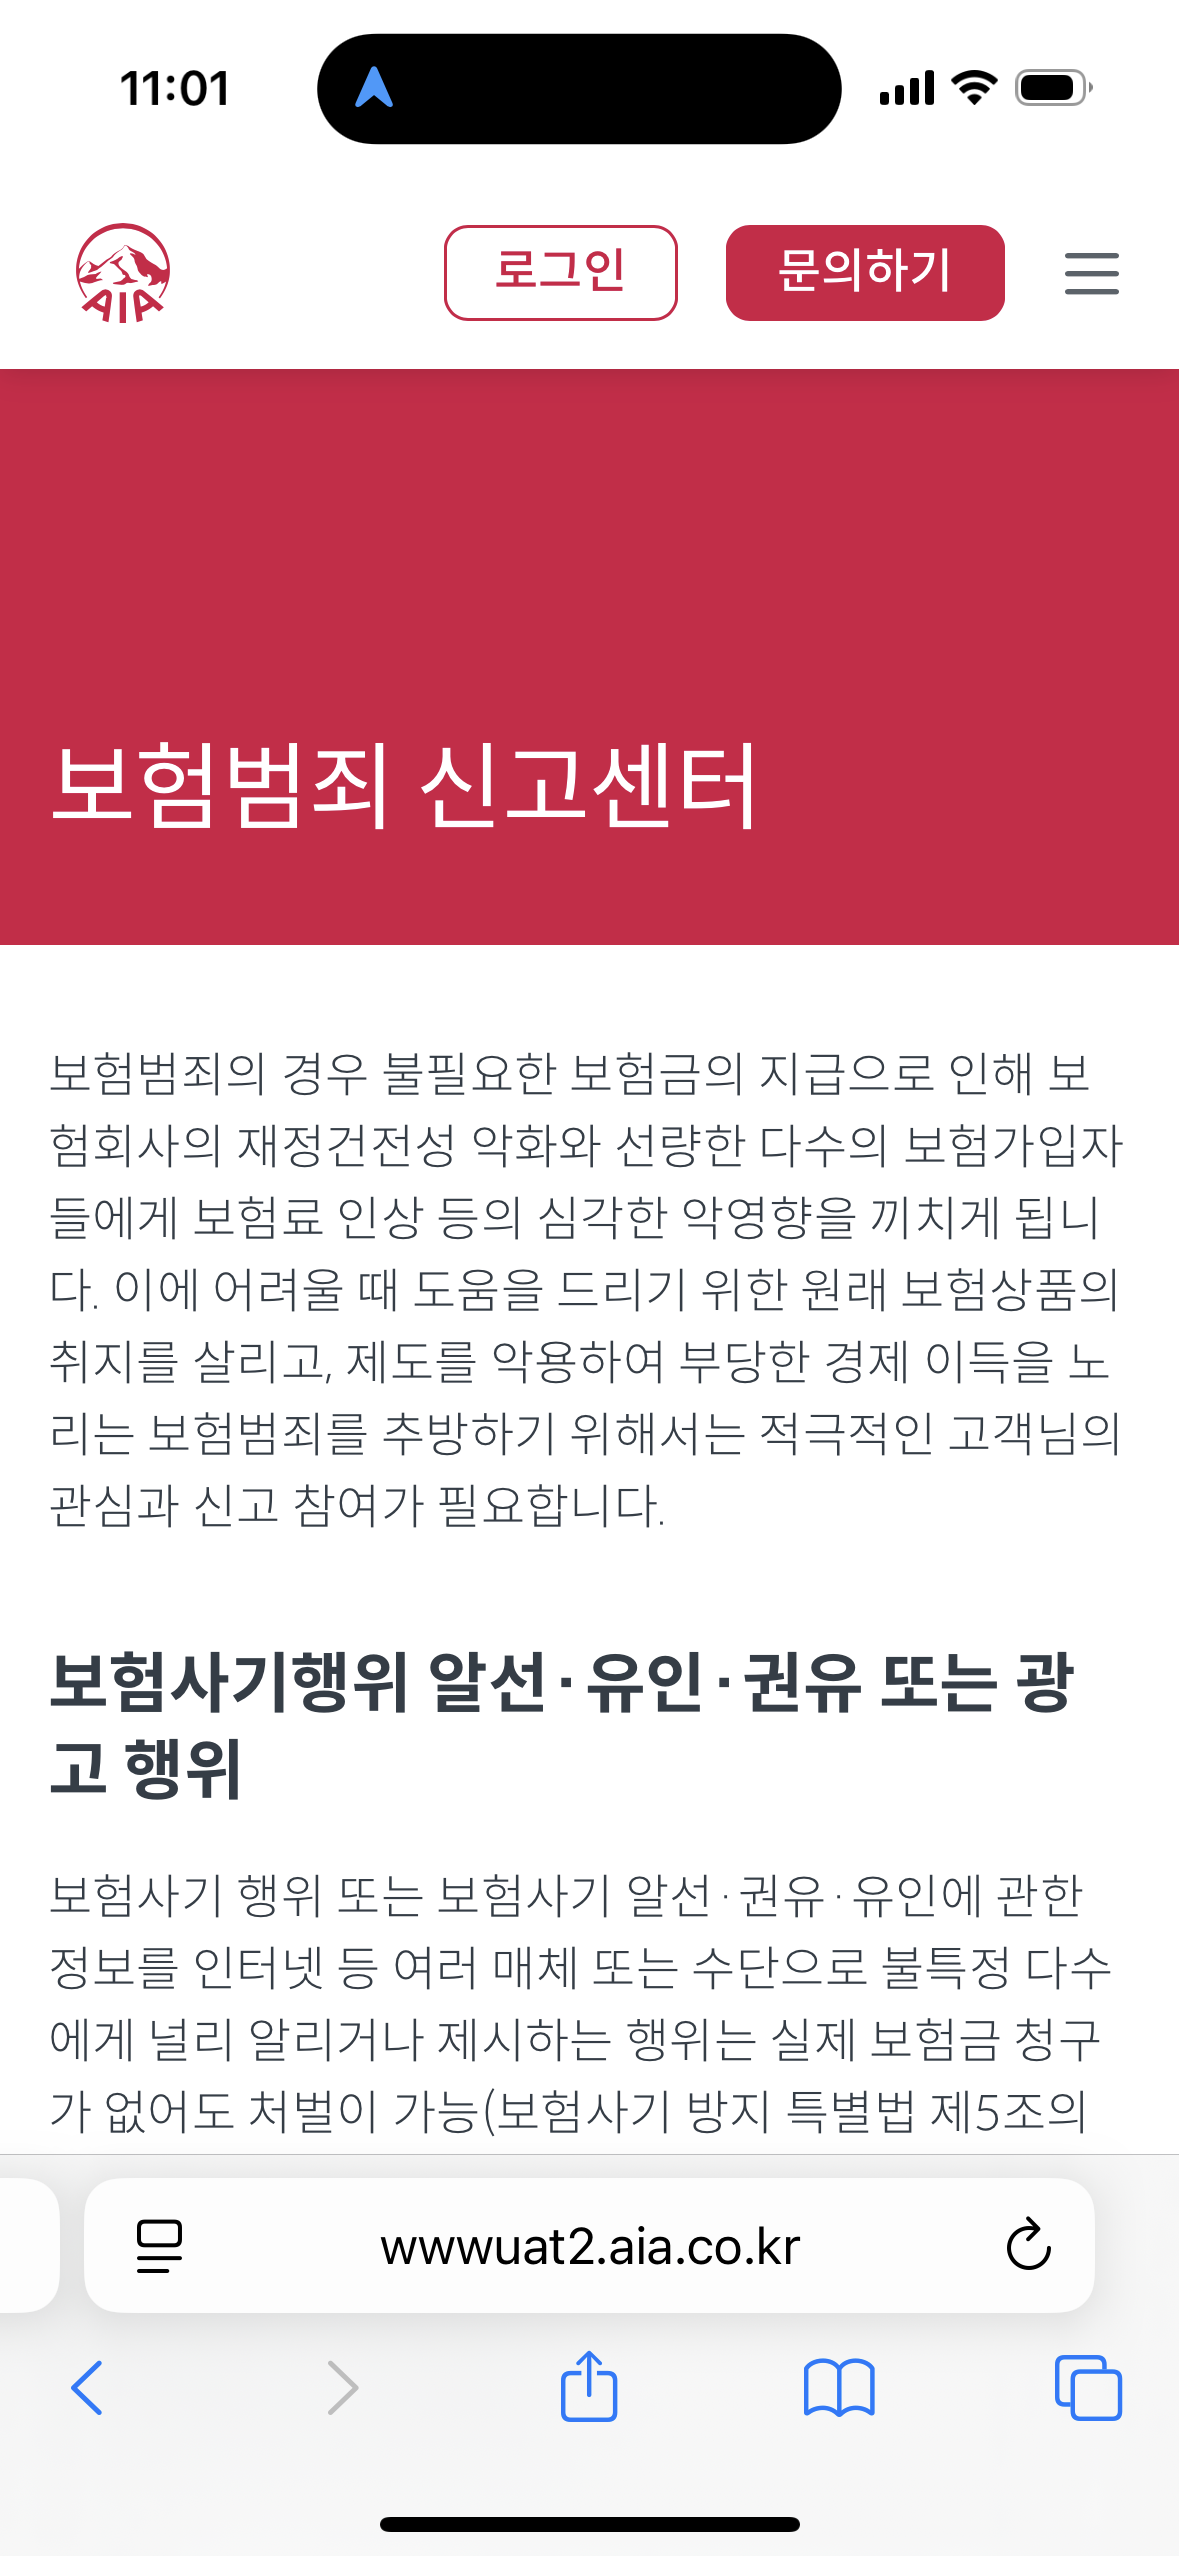 11:01
AIA
로그인
문의하기
보험범죄 신고센터
보험범죄의 경우 불필요한 보험금의 지급으로 인해 보
험회사의 재정건전성 악화와 선량한 다수의 보험가입자
들에게 보험료 인상 등의 심각한 악영향을 끼치게 됩니
다. 이에 어려울 때 도움을 드리기 위한 원래 보험상품의
취지를 살리고, 제도를 악용하여 부당한 경제 이득을 노
리는 보험범죄를 추방하기 위해서는 적극적인 고객님의
관심과 신고 참여가 필요합니다.
보험사기행위 알선·유인·권유 또는 광
고 행위
보험사기 행위 또는 보험사기 알선·권유·유인에 관한
정보를 인터넷 등 여러 매체 또는 수단으로 불특정 다수
에게 널리 알리거나 제시하는 행위는 실제 보험금 청구
가 없어도 처벌이 가능(보험사기 방지 특별법 제5조의
wwwuat2.aia.co.kr